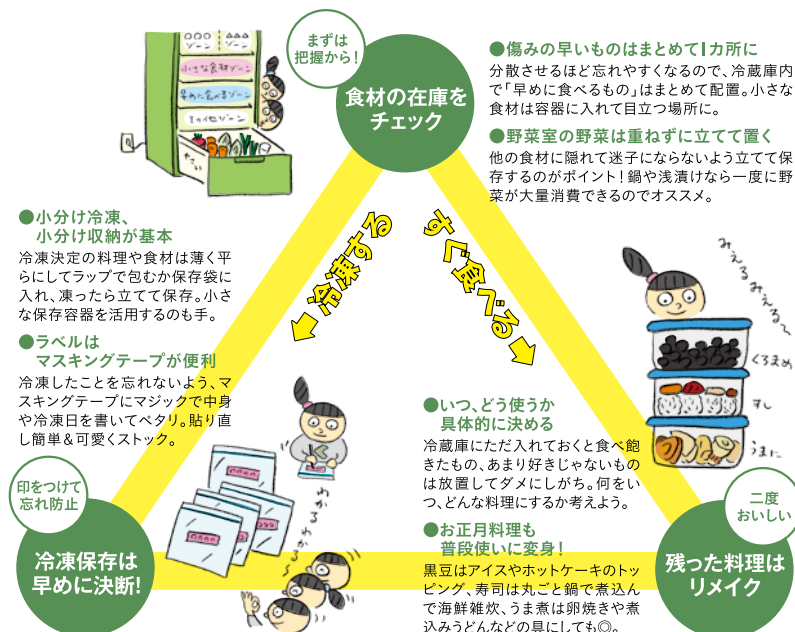 ○○○
ゾーン
△△△
ゾーン
小さな食材ゾーン
早めに食べるゾーン
その他ゾーン
やさい
まずは
把握から!
食材の在庫を
チェック
●傷みの早いものはまとめて1カ所に
分散させるほど忘れやすくなるので、冷蔵庫内
で「早めに食べるもの」はまとめて配置。小さな
食材は容器に入れて目立つ場所に。
●野菜室の野菜は重ねずに立てて置く
他の食材に隠れて迷子にならないよう立てて保
存するのがポイント!鍋や浅漬けなら一度に野
菜が大量消費できるのでオススメ。
●小分け冷凍、
小分け収納が基本
冷凍決定の料理や食材は薄く平
らにしてラップで包むか保存袋に
入れ、凍ったら立てて保存。小さ
な保存容器を活用するのも手。
●ラベルは
マスキングテープが便利
冷凍したことを忘れないよう、マ
スキングテープにマジックで中身
や冷凍日を書いてペタリ。貼り直
し簡単&可愛くストック。
冷凍する
すぐ食べる
みえるみえる～
くろまめ
すし
うまに
●いつ、どう使うか
具体的に決める
冷蔵庫にただ入れておくと食べ飽
きたもの、あまり好きじゃないもの
は放置してダメにしがち。何をい
つ、どんな料理にするか考えよう。
●お正月料理も
普段使いに変身!
黒豆はアイスやホットケーキのトッ
ピング、寿司は丸ごと鍋で煮込ん
で海鮮雑炊、うま煮は卵焼きや煮
込みうどんなどの具にしても◎。
わかるわかる～
印をつけて
忘れ防止
冷凍保存は
早めに決断!
二度
おいしい
残った料理は
リメイク